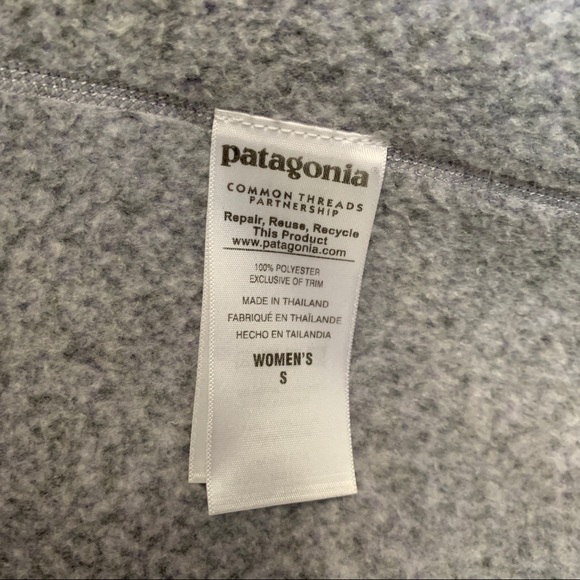 patagonia
COMMON THREADS
PARTNERSHIP
Repair, Reuse, Recycle
This Product
www.patagonia.com
100% POLYESTER
EXCLUSIVE OF TRIM
MADE IN THAILAND
FABRIQUÉ EN THAÏLANDE
HECHO EN TAILANDIA
WOMEN'S
S